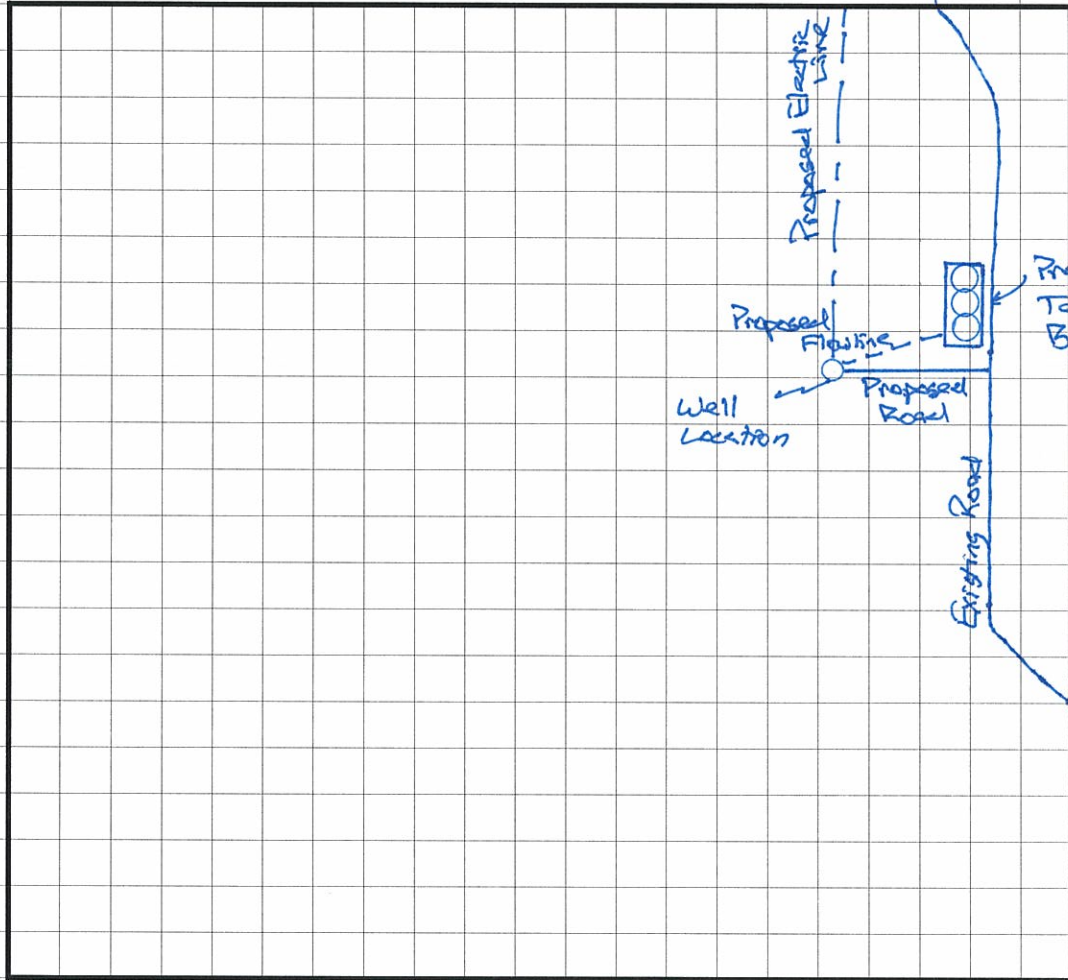 Proposed Electric
Line
Proposed
Flowline
Well
Location
Proposed
Road
Existing Road